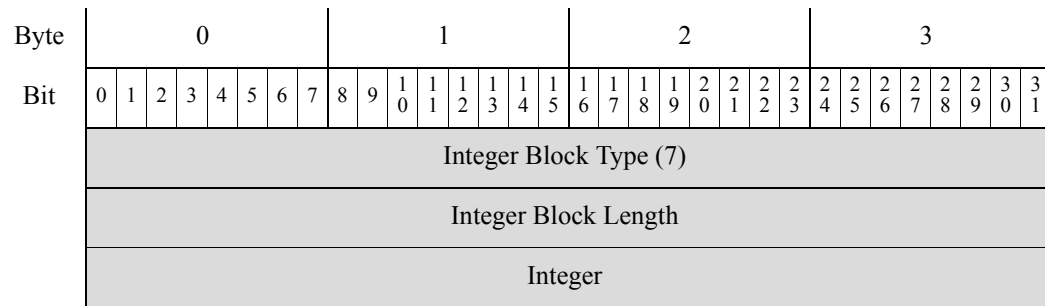 Byte 0 1 2 3
Bit 0 1 2 3 4 5 6 7 8 9 10 11 12 13 14 15 16 17 18 19 20 21 22 23 24 25 26 27 28 29 30 31
Integer Block Type (7)
Integer Block Length
Integer